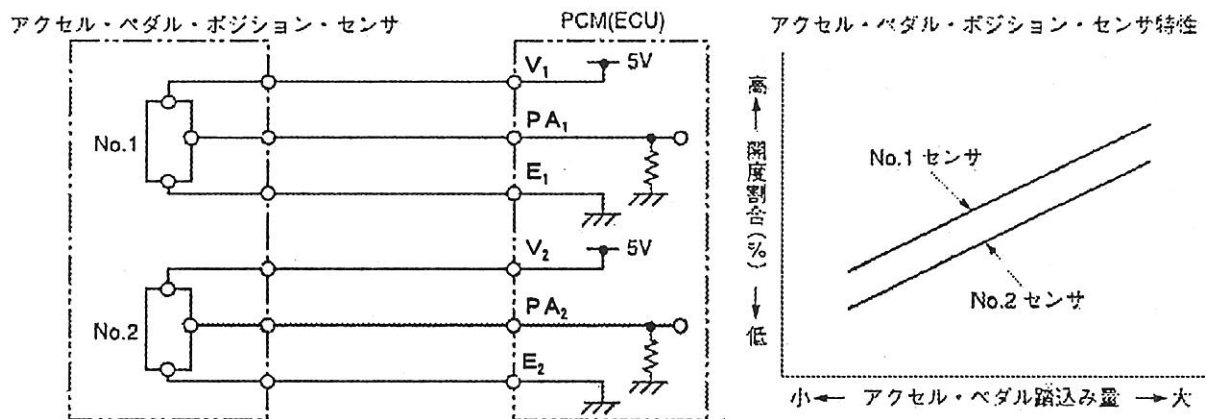 アクセル・ペダル・ポジション・センサ
PCM(ECU)
V₁
5V
No.1
PA₁
E₁
V₂
5V
No.2
PA₂
E₂
アクセル・ペダル・ポジション・センサ特性
高
開度割合(%)
低
No.1 センサ
No.2 センサ
小 アクセル・ペダル踏込み量 大